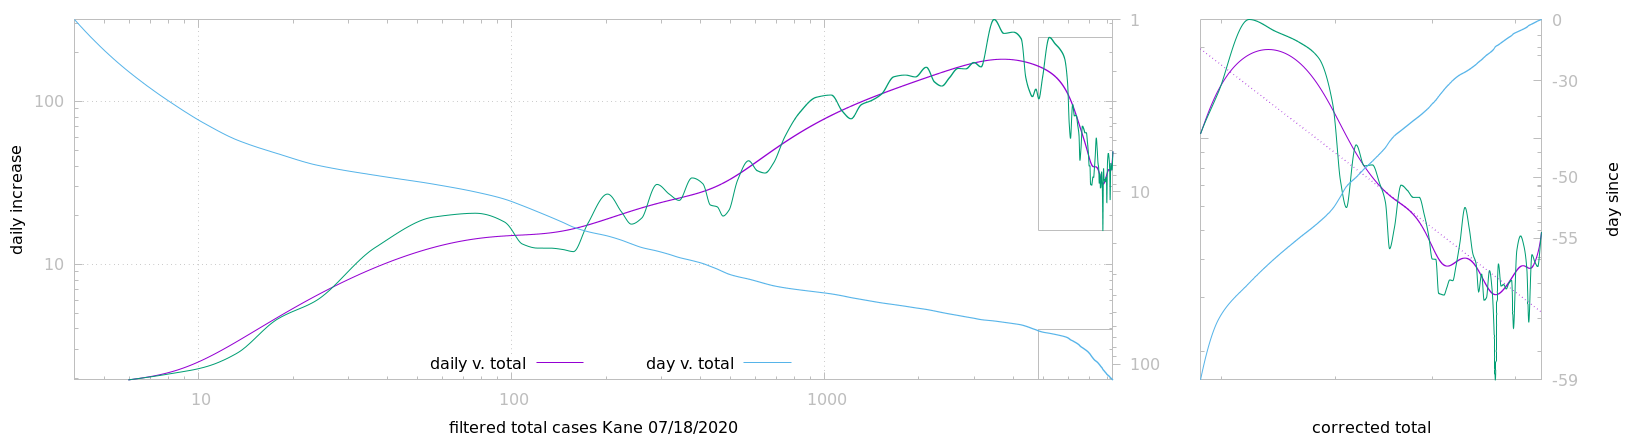 1
0
-30
100
daily increase
-50
day since
10
-55
10
daily v. total
day v. total
100
-59
10
100
1000
filtered total cases Kane 07/18/2020
corrected total